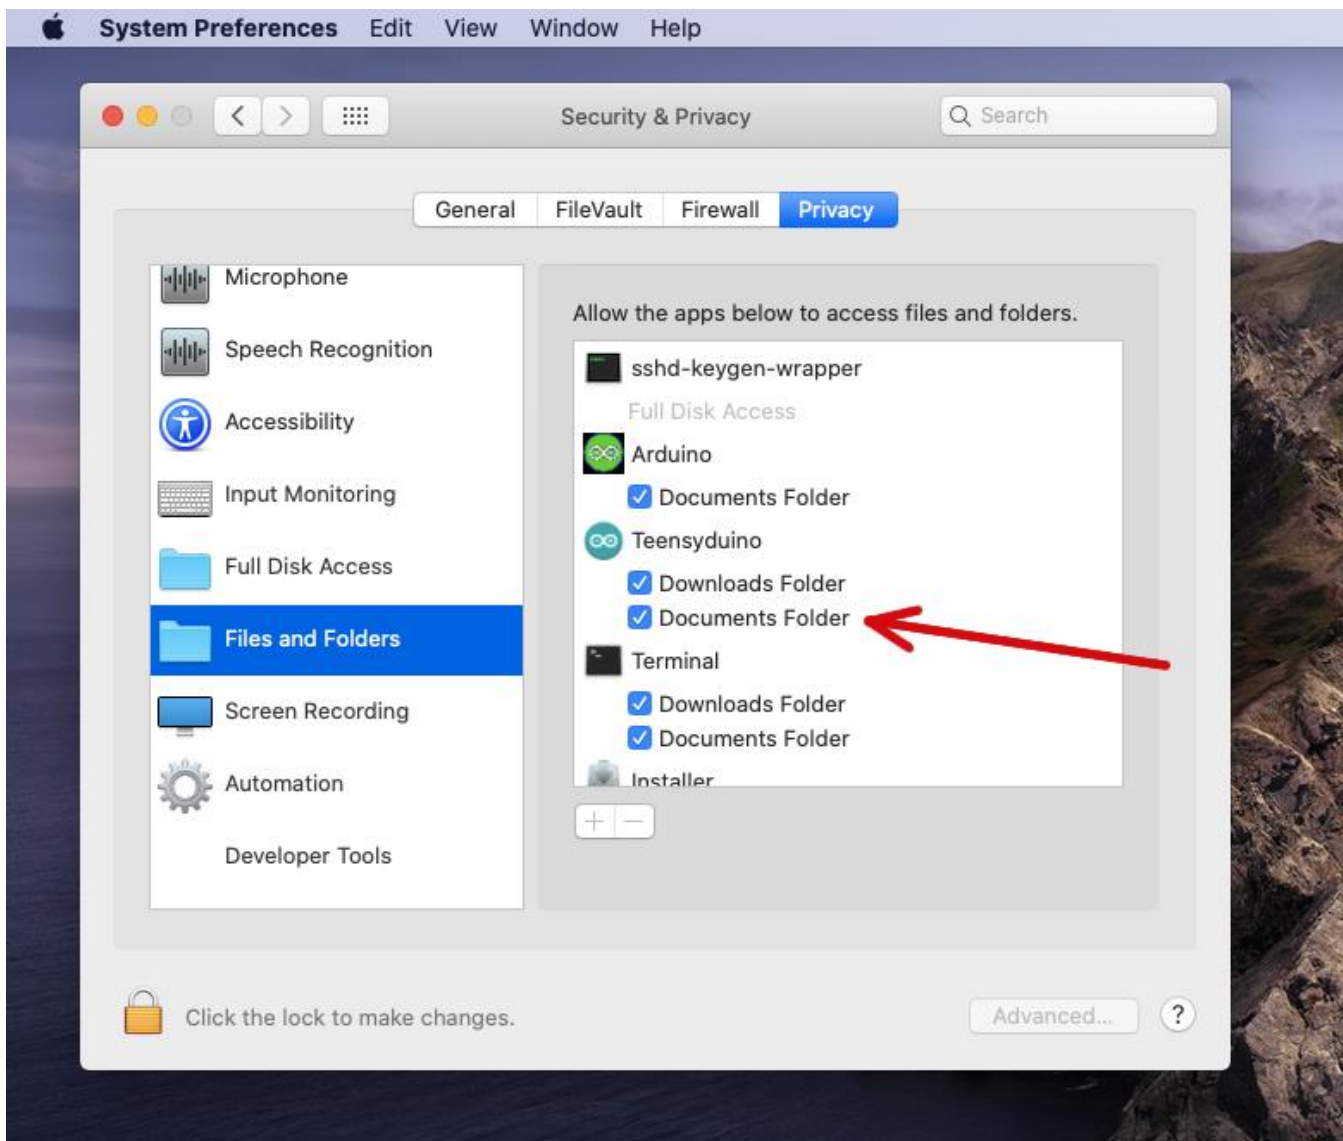 System Preferences Edit View Window Help
Security & Privacy
Search
General FileVault Firewall Privacy
Microphone
Speech Recognition
Accessibility
Input Monitoring
Full Disk Access
Files and Folders
Screen Recording
Automation
Developer Tools
Allow the apps below to access files and folders.
sshd-keygen-wrapper
Full Disk Access
Arduino
Documents Folder
Teensyduino
Downloads Folder
Documents Folder
Terminal
Downloads Folder
Documents Folder
Installer
Click the lock to make changes.
Advanced...
?